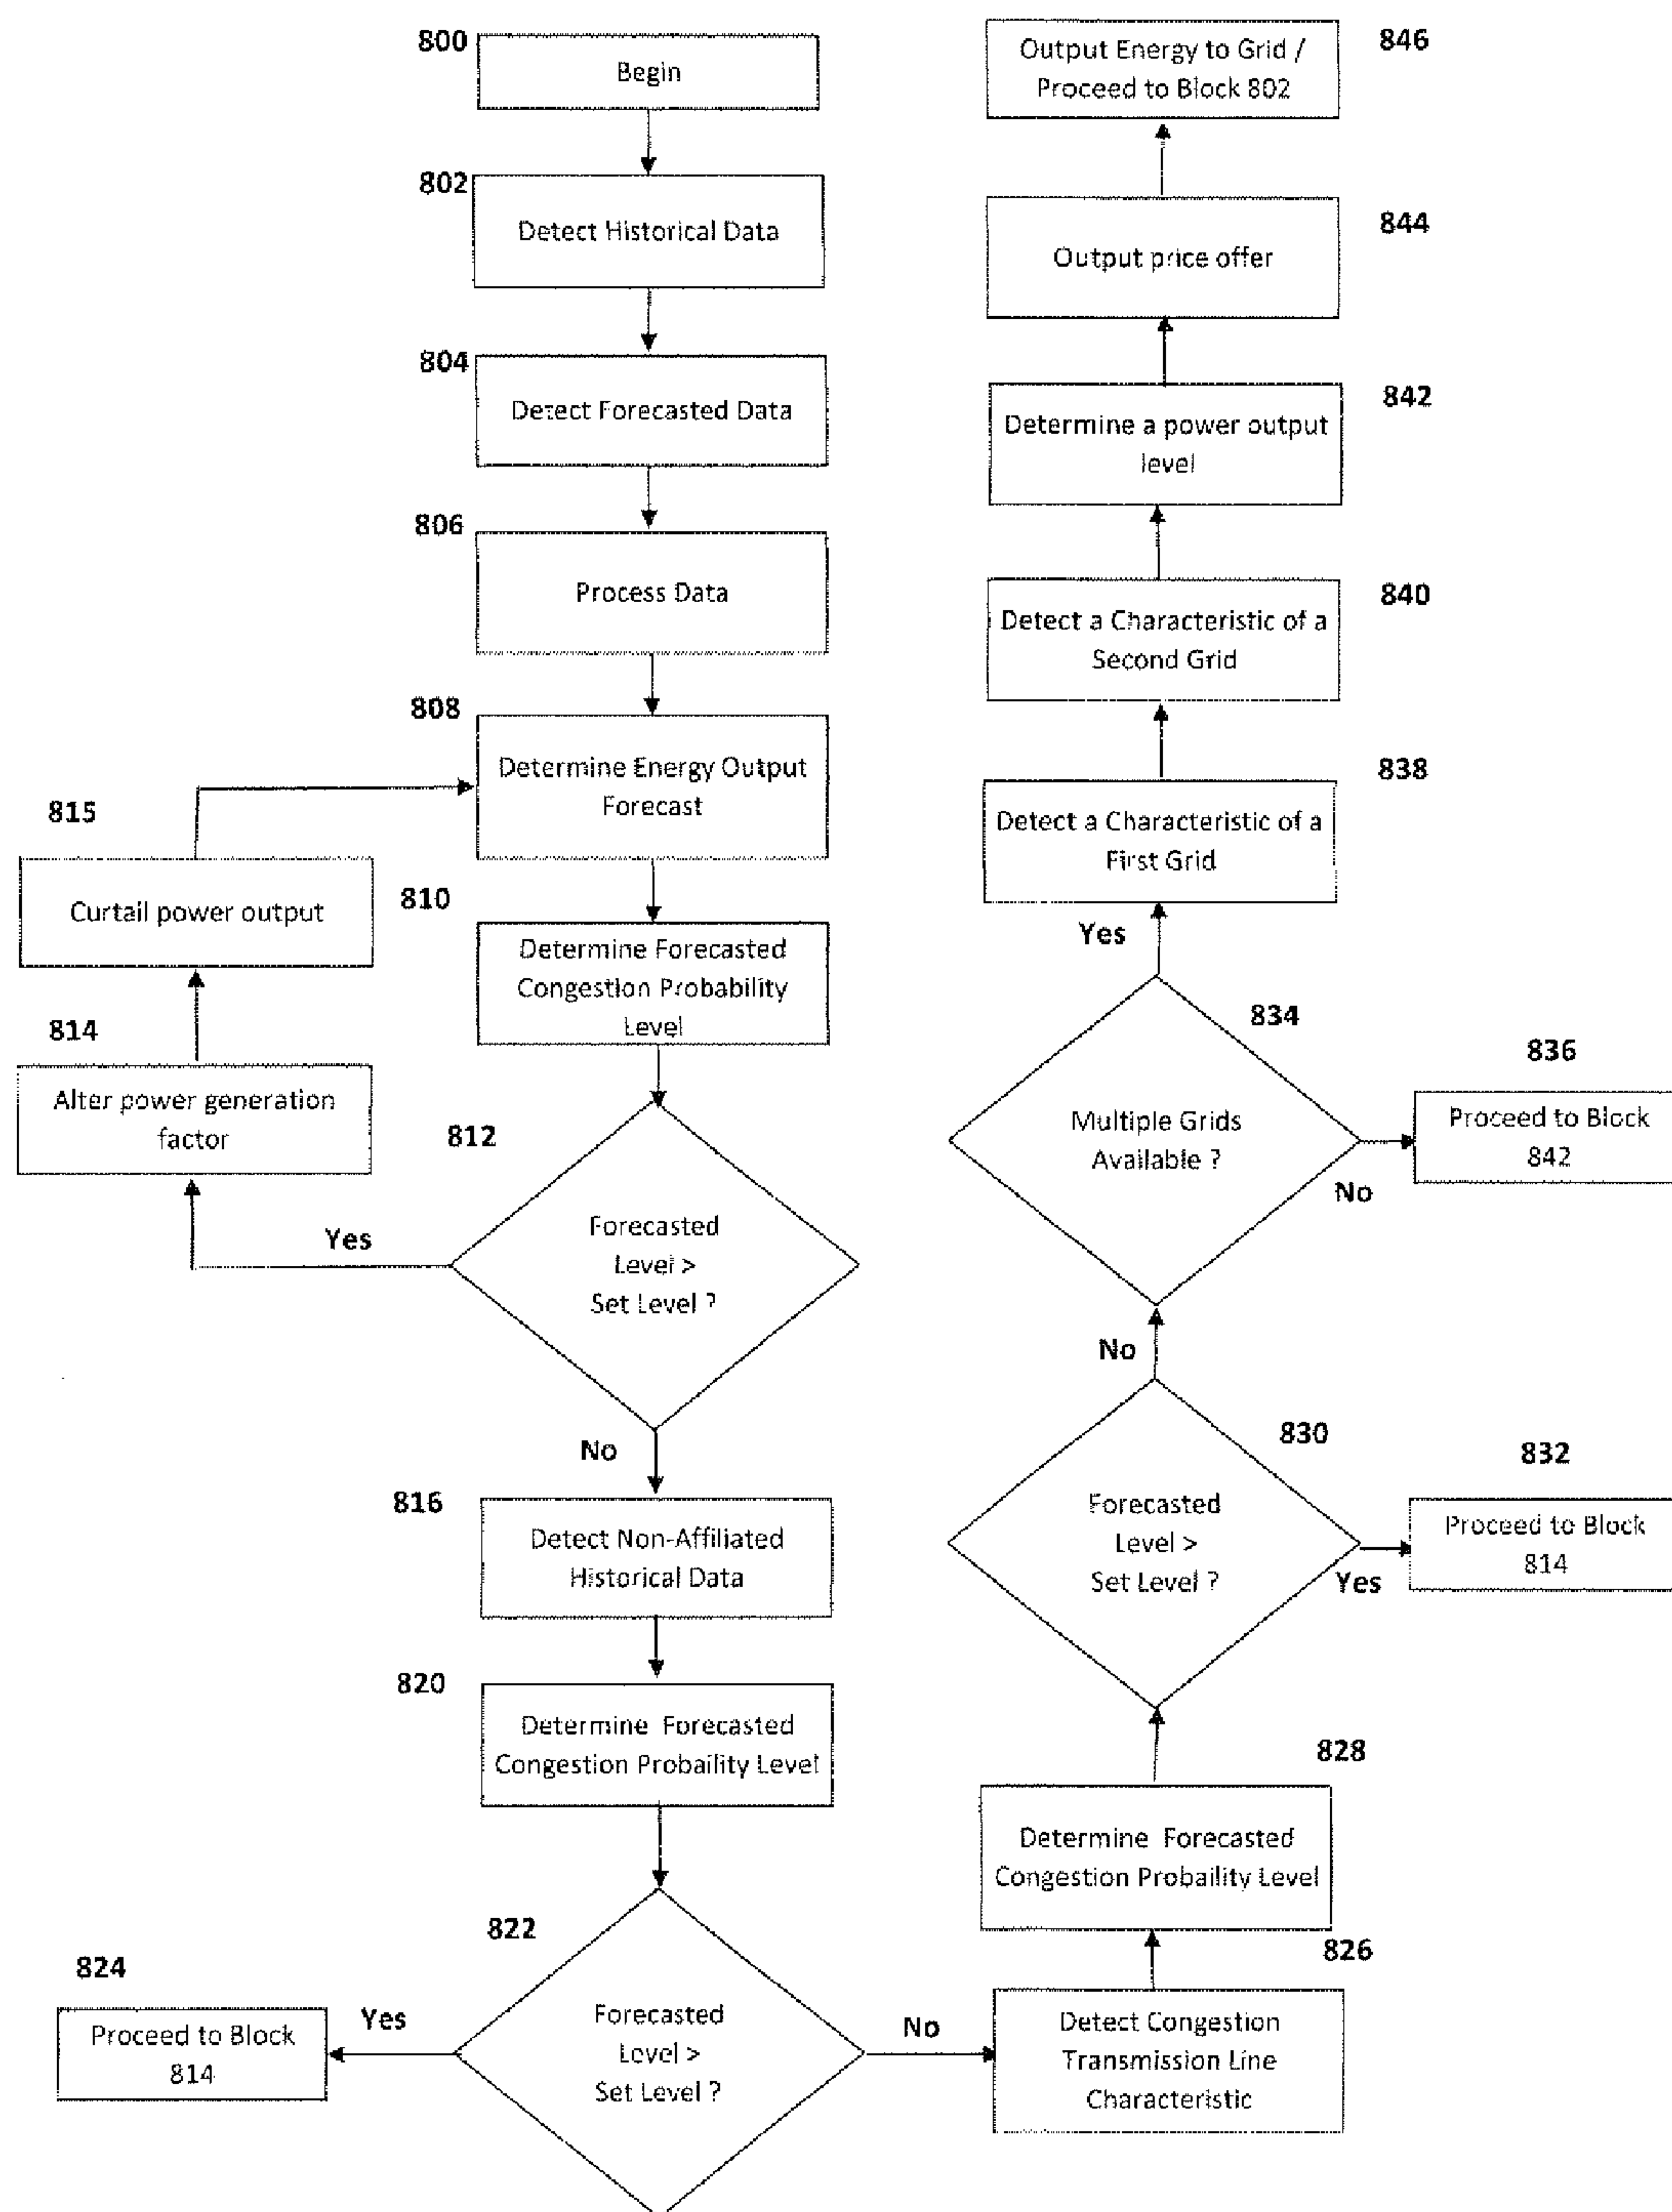 800
Begin
802
Detect Historical Data
804
Detect Forecasted Data
806
Process Data
808
Determine Energy Output
Forecast
815
Curtail power output
810
Determine Forecasted
Congestion Probability
Level
814
Alter power generation
factor
812
Forecasted
Level >
Set Level ?
Yes
No
816
Detect Non-Affiliated
Historical Data
820
Determine Forecasted
Congestion Probaility Level
822
Forecasted
Level >
Set Level ?
Yes
824
Proceed to Block
814
No
826
Detect Congestion
Transmission Line
Characteristic
828
Determine Forecasted
Congestion Probaility Level
830
Forecasted
Level >
Set Level ?
Yes
832
Proceed to Block
814
No
834
Multiple Grids
Available ?
No
836
Proceed to Block
842
Yes
838
Detect a Characteristic of a
First Grid
840
Detect a Characteristic of a
Second Grid
842
Determine a power output
level
844
Output price offer
846
Output Energy to Grid /
Proceed to Block 802